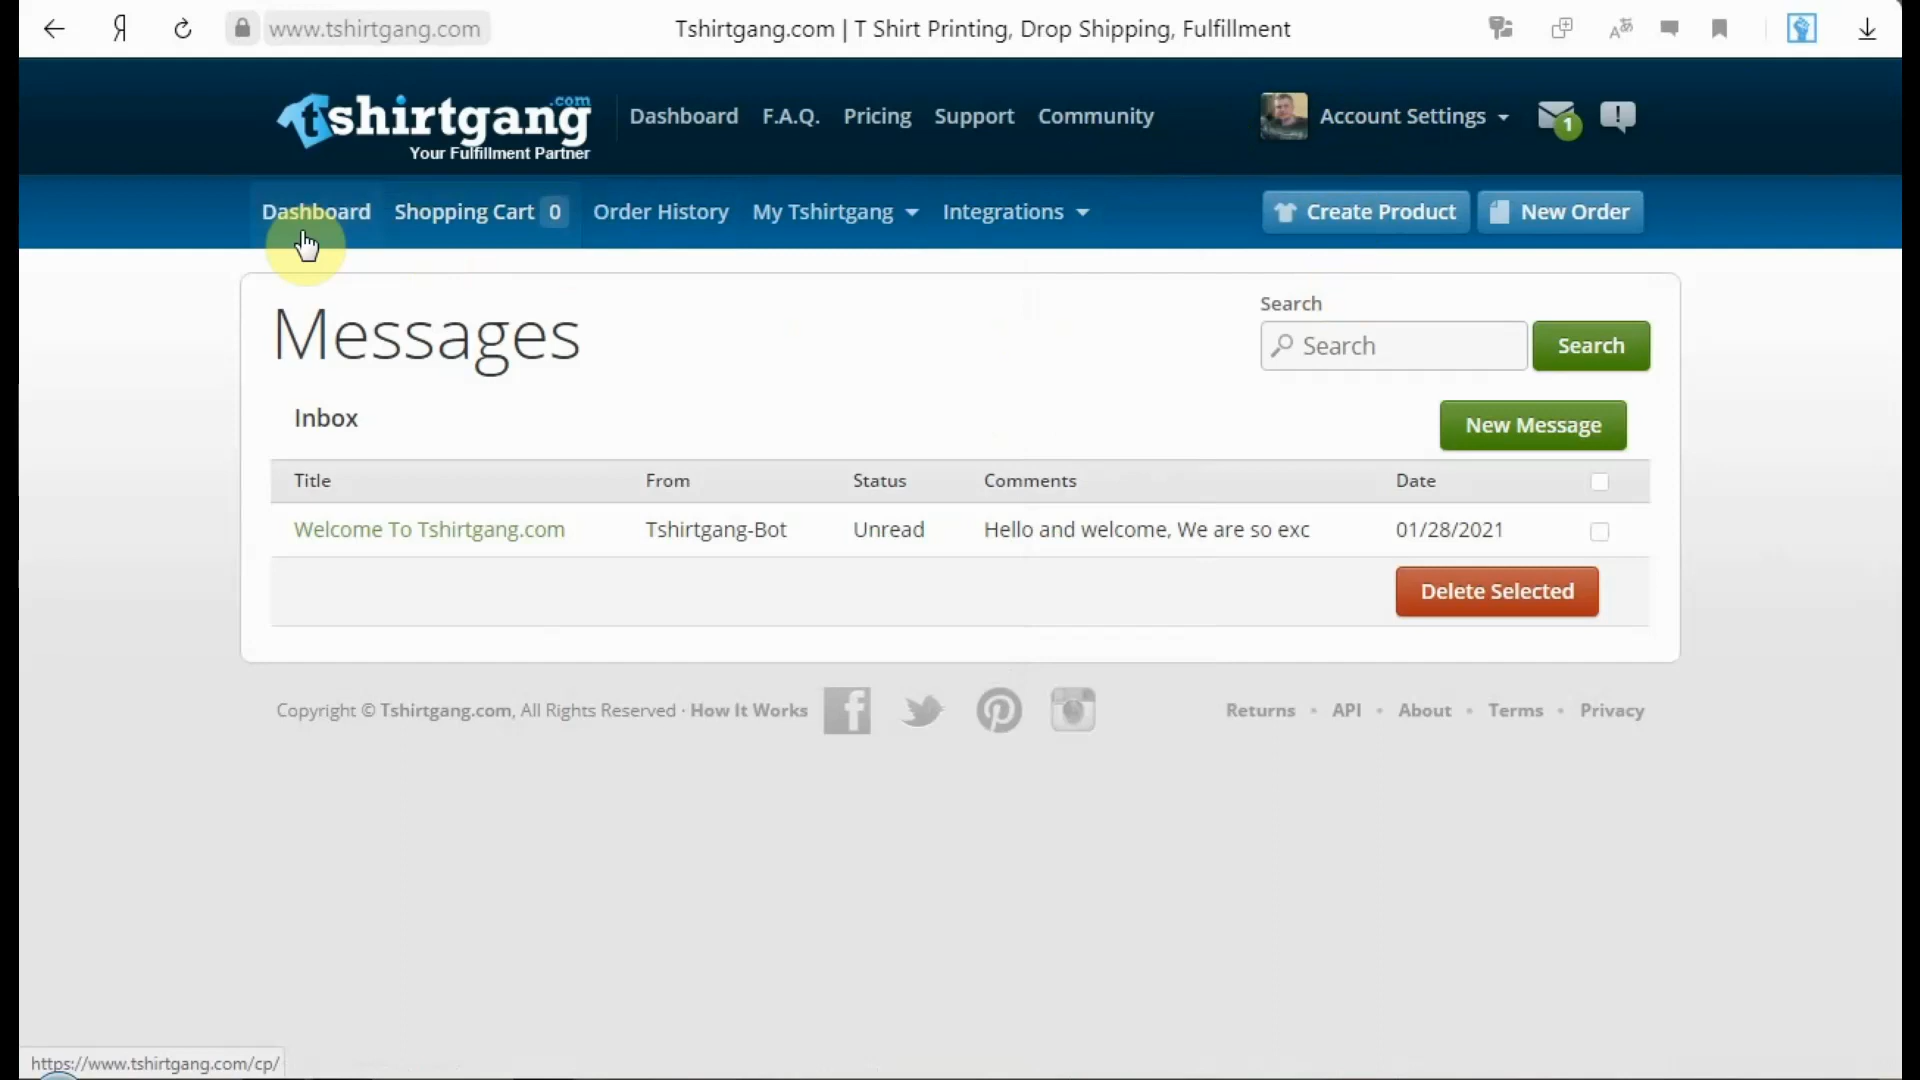 Я
www.tshirtgang.com
Tshirtgang.com | T Shirt Printing, Drop Shipping, Fulfillment
tshirtgang.com
Your Fulfillment Partner
Dashboard F.A.Q. Pricing Support Community
Account Settings
1
Dashboard Shopping Cart 0 Order History My Tshirtgang Integrations
Create Product
New Order
Messages
Search
Search
Search
Inbox
New Message
Title From Status Comments Date
Welcome To Tshirtgang.com Tshirtgang-Bot Unread Hello and welcome, We are so exc 01/28/2021
Delete Selected
Copyright © Tshirtgang.com, All Rights Reserved · How It Works
Returns • API • About • Terms • Privacy
https://www.tshirtgang.com/cp/